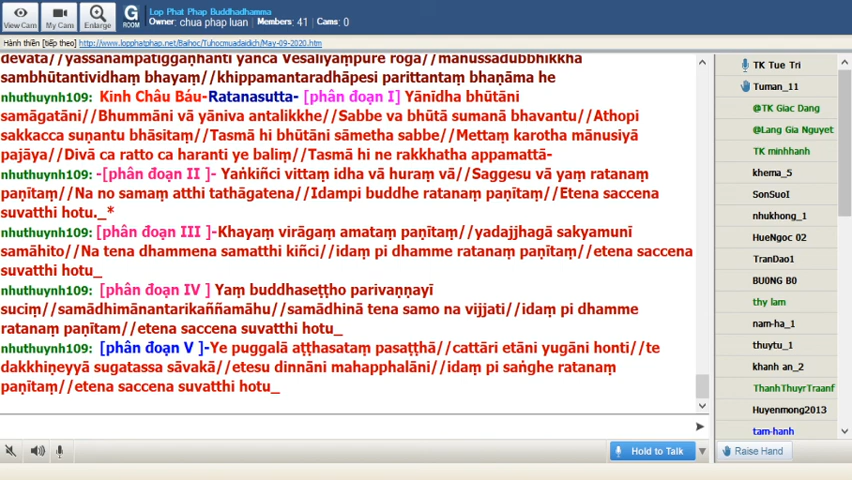 Lop Phat Phap Buddhadhamma
Owner: chua phap luan Members: 41 Cams: 0
View Cam
My Cam
Enlarge
G
ROOM
Hành thiền [tiếp theo] http://www.lopphatphap.net/Baihoc/Tuhocmuadaidich/May-09-2020.htm
devatā//yassānampatiggaṇhanti yañca Vesāliyampure rogā//manussadubbhikkha
sambhūtantividhaṃ bhayaṃ//khippamantaradhāpesi parittantaṃ bhaṇāma he
nhuthuynh109: Kinh Châu Báu-Ratanasutta- [phân đoạn I] Yānīdha bhūtāni
samāgatāni//Bhummāni vā yāniva antalikkhe//Sabbe va bhūtā sumanā bhavantu//Athopi
sakkacca suṇantu bhāsitaṃ//Tasmā hi bhūtāni sāmetha sabbe//Mettaṃ karotha mānusiyā
pajāya//Divā ca ratto ca haranti ye baliṃ//Tasmā hi ne rakkhatha appamattā-
-[phân đoạn II ]- Yaṅkiñci vittaṃ idha vā huraṃ vā//Saggesu vā yaṃ ratanaṃ
paṇītaṃ//Na no samaṃ atthi tathāgatena//Idampi buddhe ratanaṃ paṇītaṃ//Etena saccena
suvatthi hotu._*
[phân đoạn III ]-Khayaṃ virāgaṃ amataṃ paṇītaṃ//yadajjhagā sakyamunī
samāhito//Na tena dhammena samatthi kiñci//idaṃ pi dhamme ratanaṃ paṇītaṃ//etena saccena
suvatthi hotu_
nhuthuynh109: [phân đoạn IV ] Yaṃ buddhaseṭṭho parivaṇṇayī
suciṃ//samādhimānantarikaññamāhu//samādhinā tena samo na vijjati//idaṃ pi dhamme
ratanaṃ paṇītaṃ//etena saccena suvatthi hotu_
nhuthuynh109: [phân đoạn V ]-Ye puggalā aṭṭhasataṃ pasaṭṭhā//cattāri etāni yugāni honti//te
dakkhiṇeyyā sugatassa sāvakā//etesu dinnāni mahapphalāni//idaṃ pi saṅghe ratanaṃ
paṇītaṃ//etena saccena suvatthi hotu_
TK Tue Tri
Tuman_11
@TK Giac Dang
@Lang Gia Nguyet
TK minhhanh
khema_5
SonSuoI
nhukhong_1
HueNgoc 02
TranDao1
BU0NG B0
thy lam
nam-ha_1
thuytu_1
khanh an_2
ThanhThuyrTraanf
Huyenmong2013
tam-hanh
Hold to Talk
Raise Hand